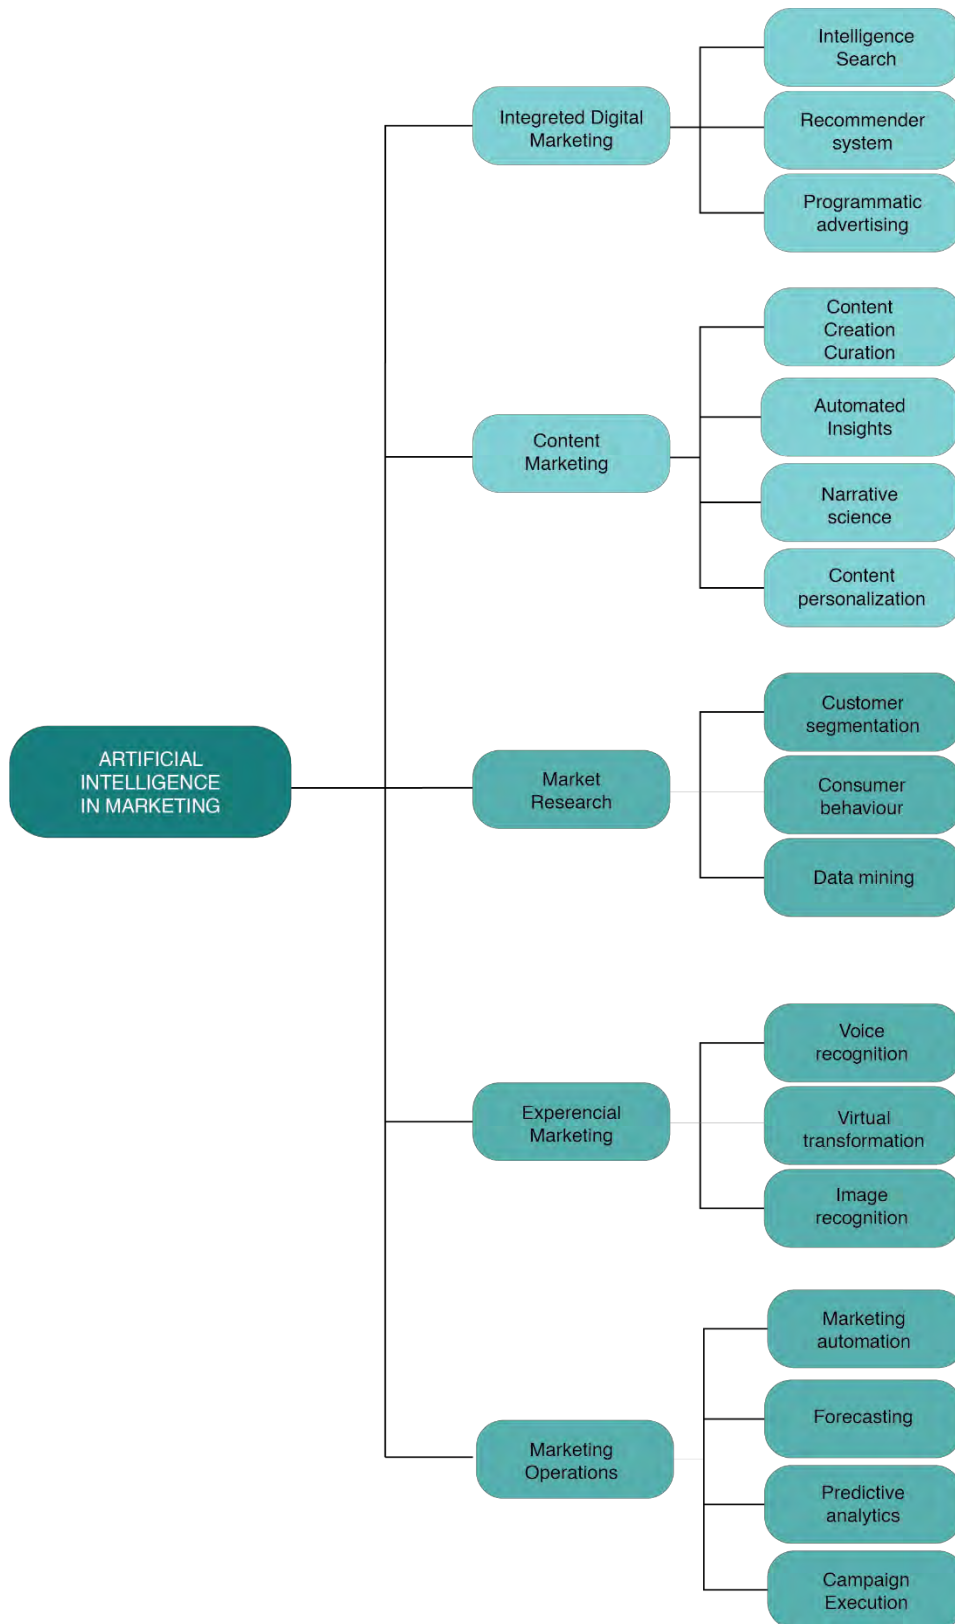 Intelligence
Search
Integreted Digital
Marketing
Recommender
system
Programmatic
advertising
Content
Creation
Curation
Automated
Insights
Content
Marketing
Narrative
science
Content
personalization
Customer
segmentation
ARTIFICIAL
INTELLIGENCE
IN MARKETING
Market
Research
Consumer
behaviour
Data mining
Voice
recognition
Experencial
Marketing
Virtual
transformation
Image
recognition
Marketing
automation
Forecasting
Marketing
Operations
Predictive
analytics
Campaign
Execution